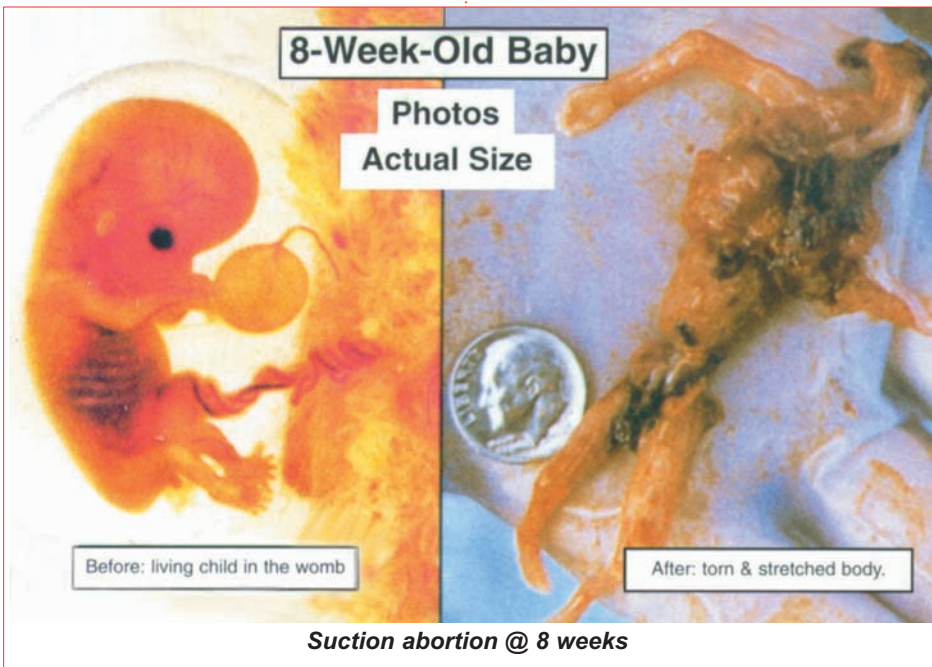 8-Week-Old Baby
Photos
Actual Size
LIBERTY
Before: living child in the womb
After: torn & stretched body.
Suction abortion @ 8 weeks